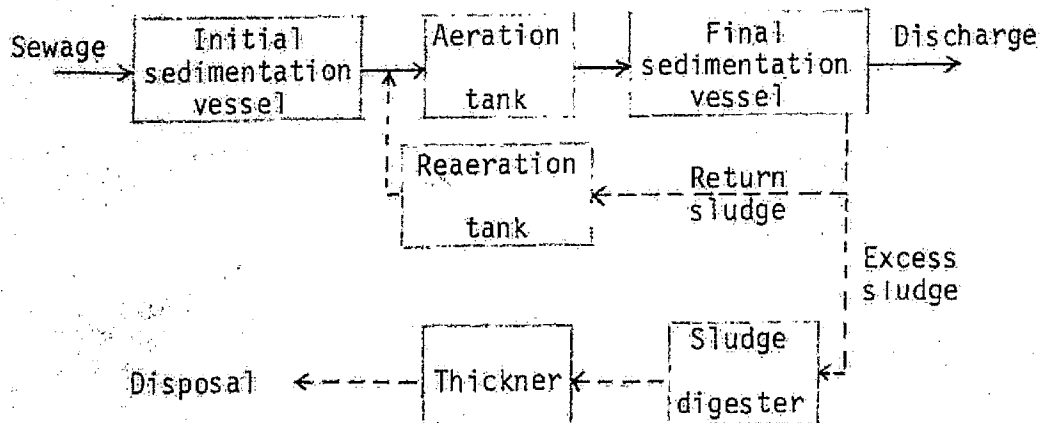 Sewage
Initial
sedimentation
vessel
Aeration
tank
Final
sedimentation
vessel
Discharge
Reaeration
tank
Return
sludge
Excess
sludge
Sludge
digester
Thickner
Disposal